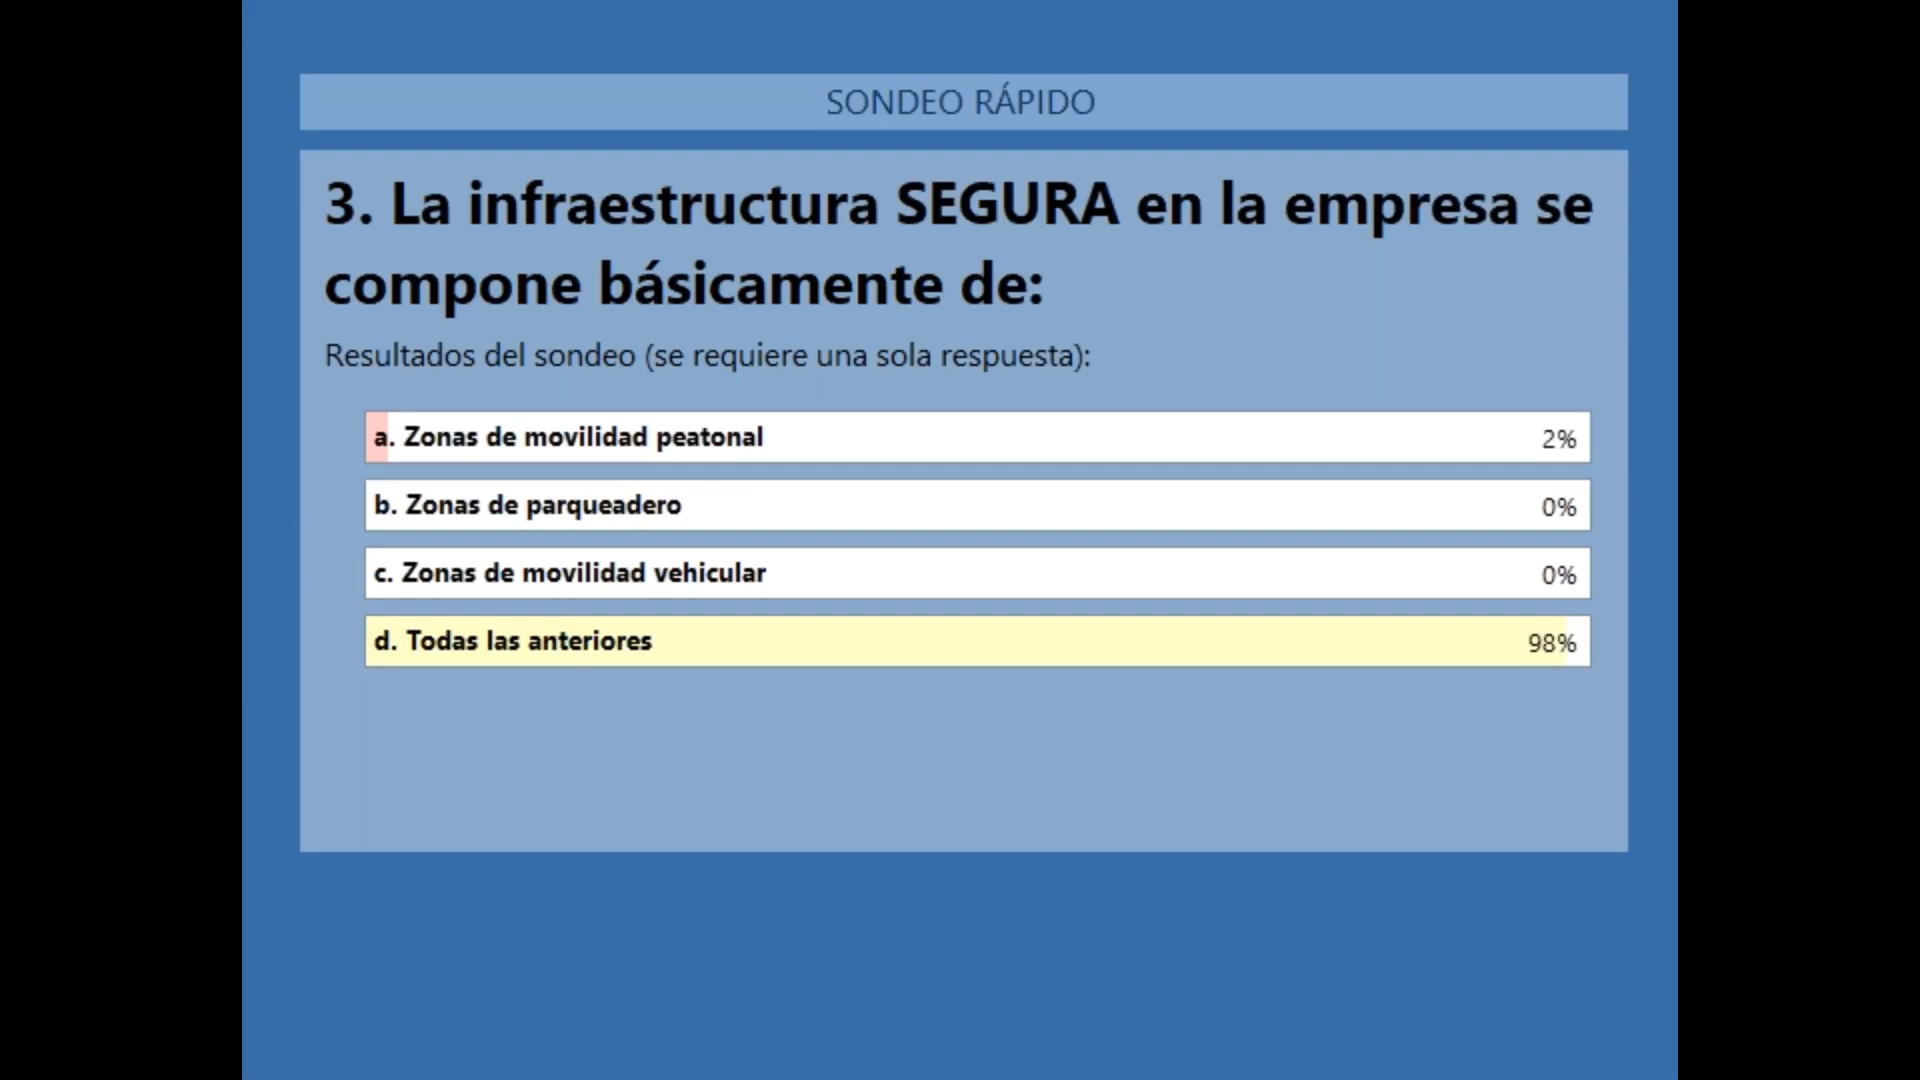 SONDEO RÁPIDO
3. La infraestructura SEGURA en la empresa se
compone básicamente de:
Resultados del sondeo (se requiere una sola respuesta):
a. Zonas de movilidad peatonal 2%
b. Zonas de parqueadero 0%
c. Zonas de movilidad vehicular 0%
d. Todas las anteriores 98%